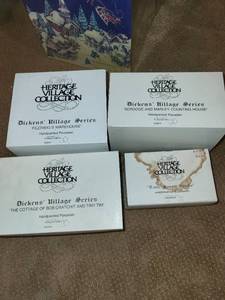 HERITAGE
VILLAGE
COLLECTION
Dickens' Village Series
"FEZZIWIG'S WAREHOUSE"
Handpainted Porcelain
HERITAGE
VILLAGE
COLLECTION
Dickens' Village Series
"SCROOGE AND MARLEY COUNTING HOUSE"
Handpainted Porcelain
HERITAGE
VILLAGE
COLLECTION
Dickens' Village Series
"THE COTTAGE OF BOB CRATCHIT AND TINY TIM"
Handpainted Porcelain
HERITAGE
VILLAGE
COLLECTION